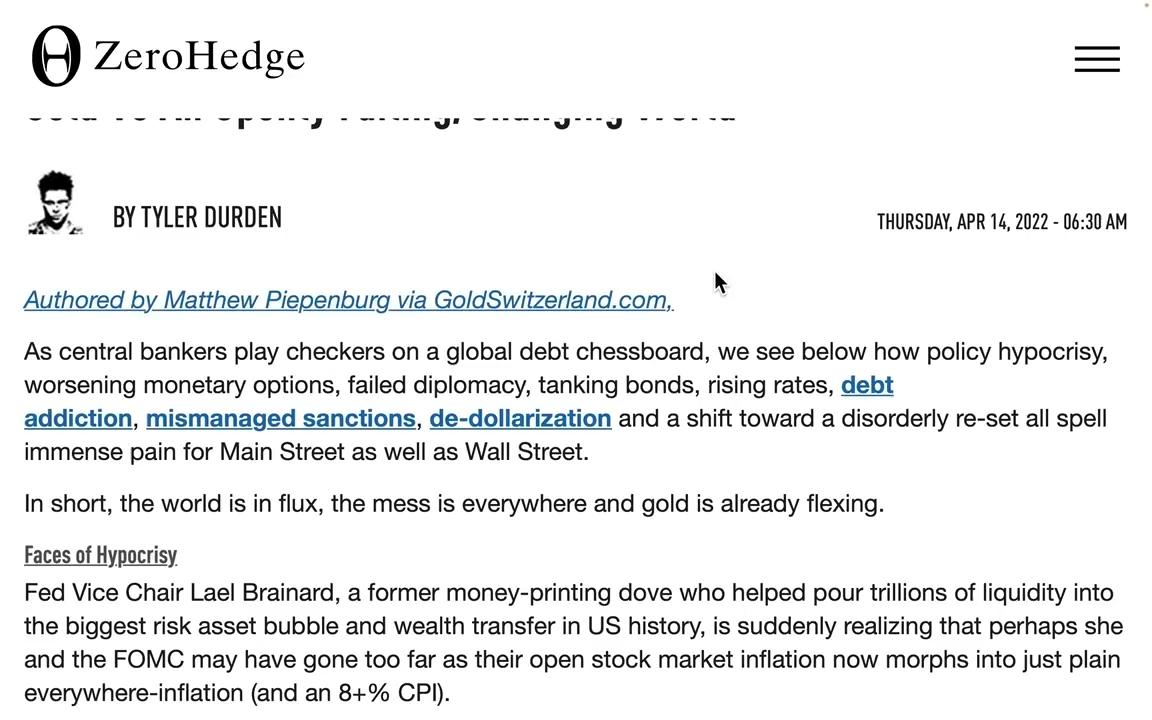 ZeroHedge
BY TYLER DURDEN
THURSDAY, APR 14, 2022 - 06:30 AM
Authored by Matthew Piepenburg via GoldSwitzerland.com,
As central bankers play checkers on a global debt chessboard, we see below how policy hypocrisy,
worsening monetary options, failed diplomacy, tanking bonds, rising rates, debt
addiction, mismanaged sanctions, de-dollarization and a shift toward a disorderly re-set all spell
immense pain for Main Street as well as Wall Street.
In short, the world is in flux, the mess is everywhere and gold is already flexing.
Faces of Hypocrisy
Fed Vice Chair Lael Brainard, a former money-printing dove who helped pour trillions of liquidity into
the biggest risk asset bubble and wealth transfer in US history, is suddenly realizing that perhaps she
and the FOMC may have gone too far as their open stock market inflation now morphs into just plain
everywhere-inflation (and an 8+% CPI).